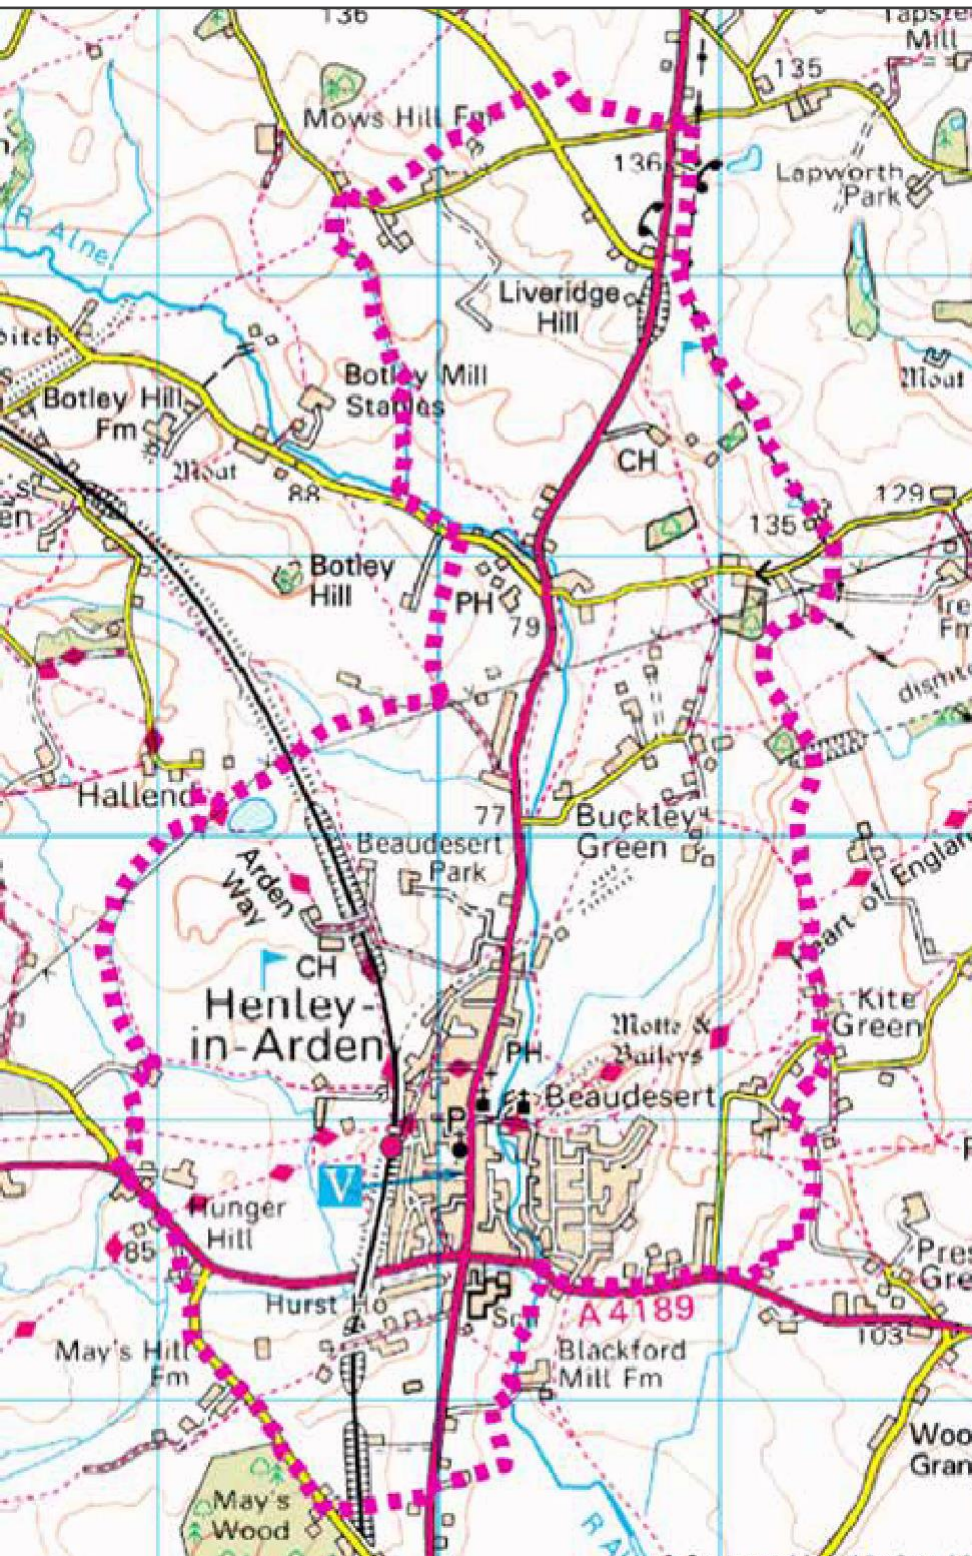 136
Mill
135
Mows Hill Fm
136
Lapworth
Park
R Alne
Liveridge
Hill
Moat
Botley Mill
Stables
Botley Hill
Fm
Moat
CH
88
129
135
Botley
Hill
PH
79
Hallend
77
Buckley
Green
Beaudesert
Park
Arden
Way
Heart of England
CH
Henley-
in-Arden
Kite
Green
Motte &
Baileys
PH
Beaudesert
P
V
Hunger
Hill
85
Hurst Ho
Sch
A 4189
103
May's Hill
Fm
Blackford
Mill Fm
May's
Wood